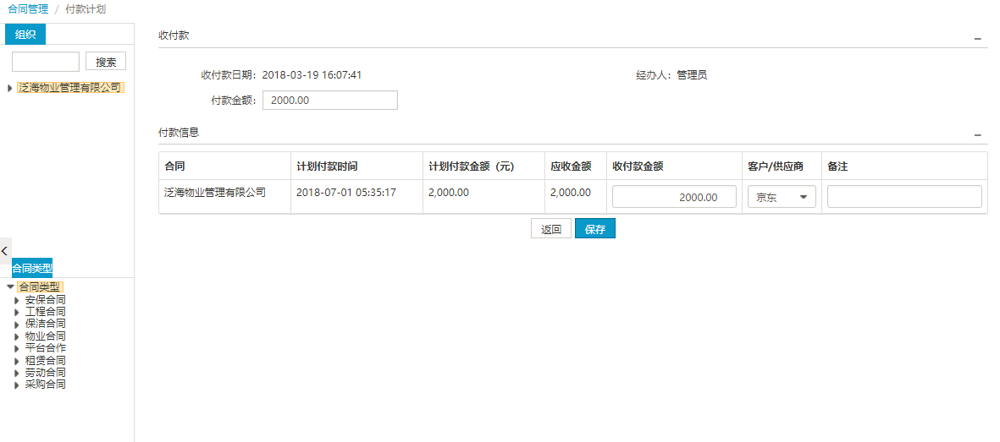 合同管理 / 付款计划
组织
搜索
泛海物业管理有限公司
合同类型
合同类型
安保合同
工程合同
保洁合同
物业合同
平台合作
租赁合同
劳动合同
采购合同
收付款
收付款日期: 2018-03-19 16:07:41 经办人: 管理员
付款金额: 2000.00
付款信息
合同 计划付款时间 计划付款金额（元） 应收金额 收付款金额 客户/供应商 备注
泛海物业管理有限公司 2018-07-01 05:35:17 2,000.00 2,000.00 2000.00 京东
返回 保存